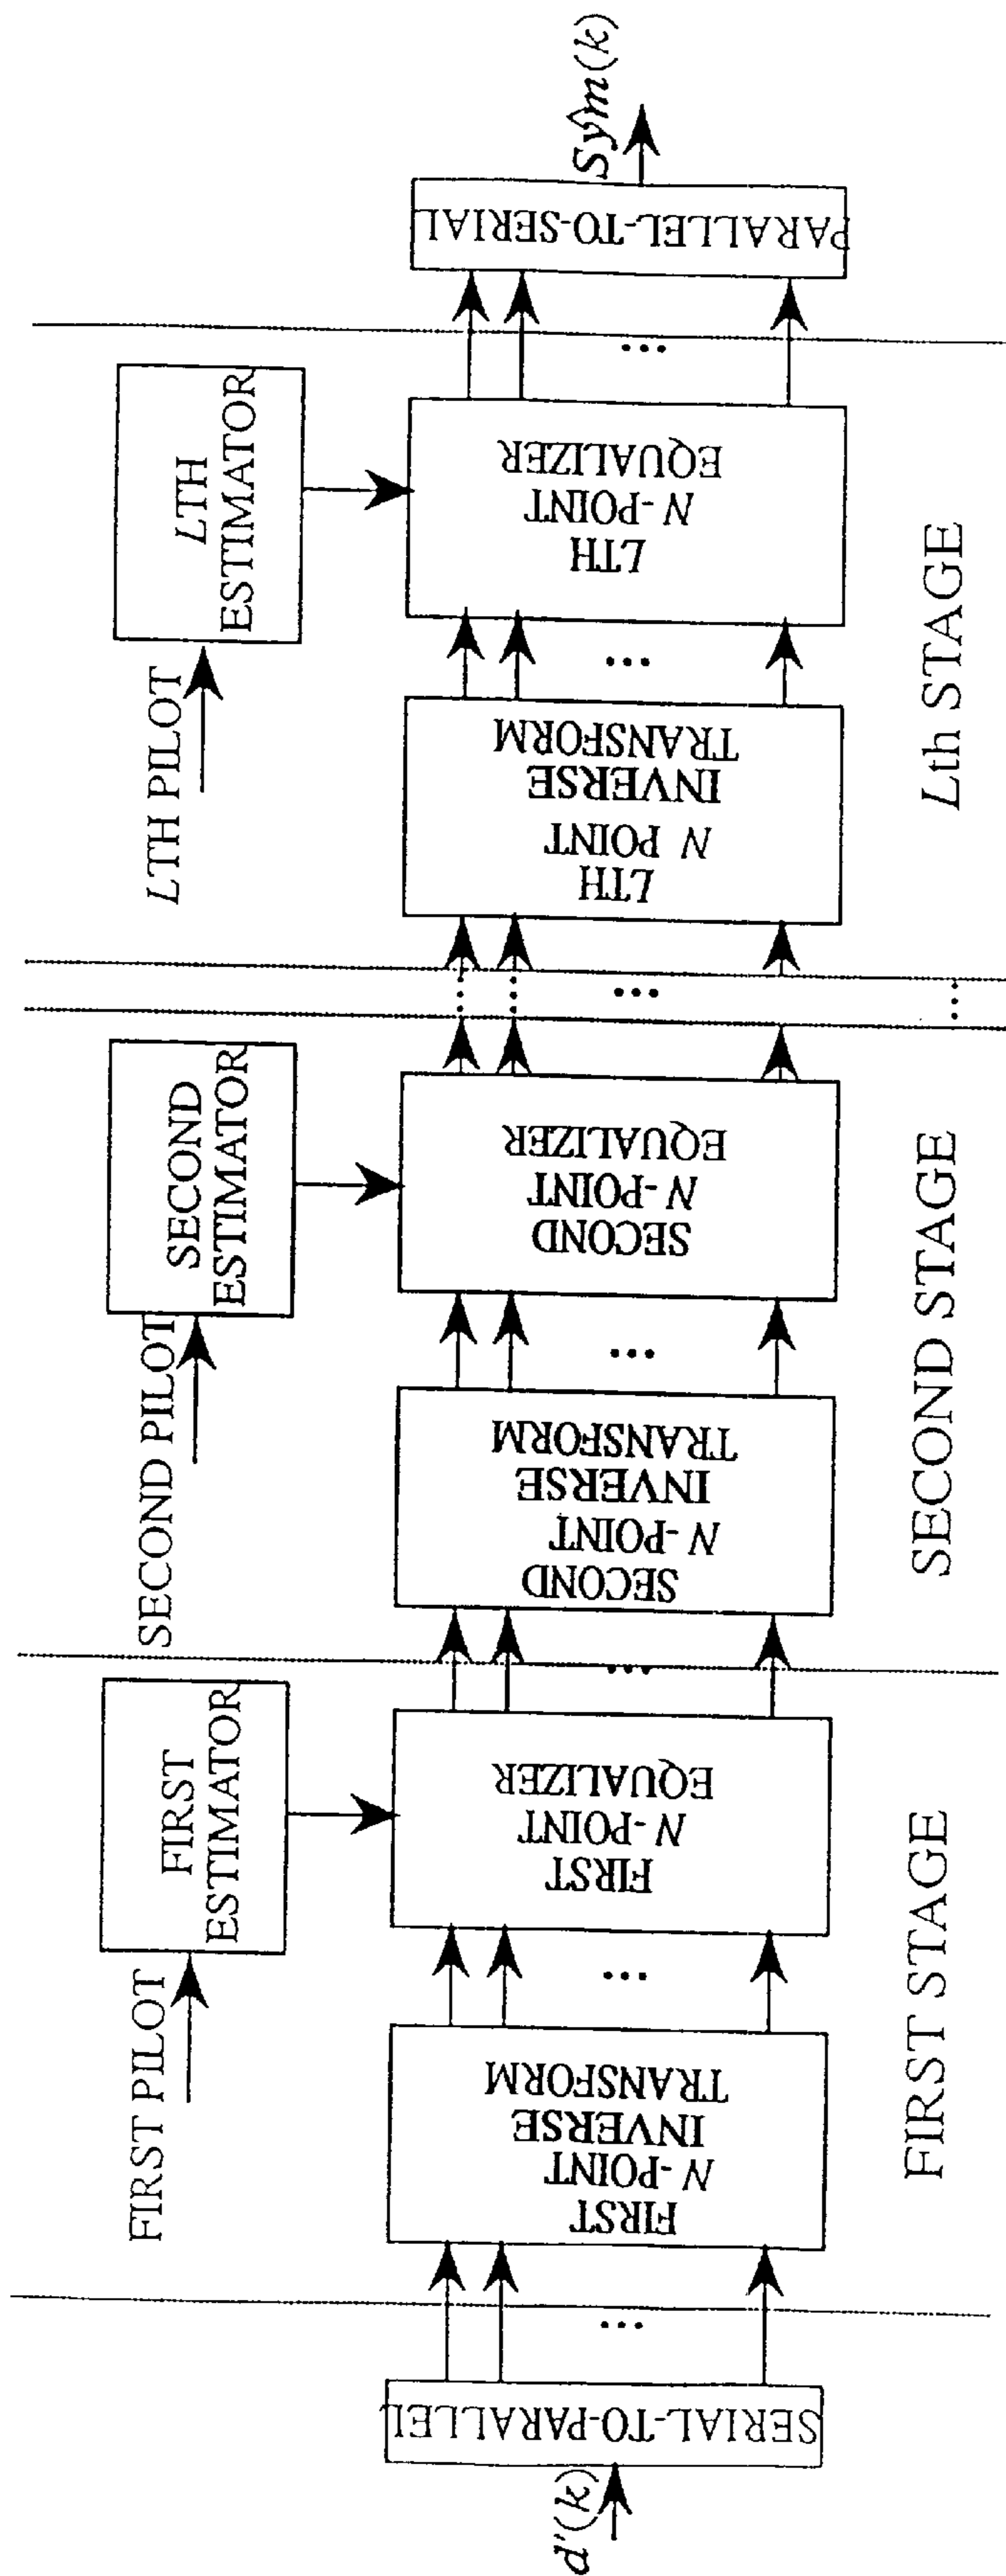 d'(k)
SERIAL-TO-PARALLEL
FIRST PILOT
FIRST
ESTIMATOR
FIRST
N-POINT
INVERSE
TRANSFORM
...
FIRST
N-POINT
EQUALIZER
...
FIRST STAGE
SECOND PILOT
SECOND
ESTIMATOR
SECOND
N-POINT
INVERSE
TRANSFORM
...
SECOND
N-POINT
EQUALIZER
...
SECOND STAGE
LTH PILOT
LTH
ESTIMATOR
LTH
N POINT
INVERSE
TRANSFORM
...
LTH
N-POINT
EQUALIZER
...
Lth STAGE
PARALLEL-TO-SERIAL
Sŷm(k)